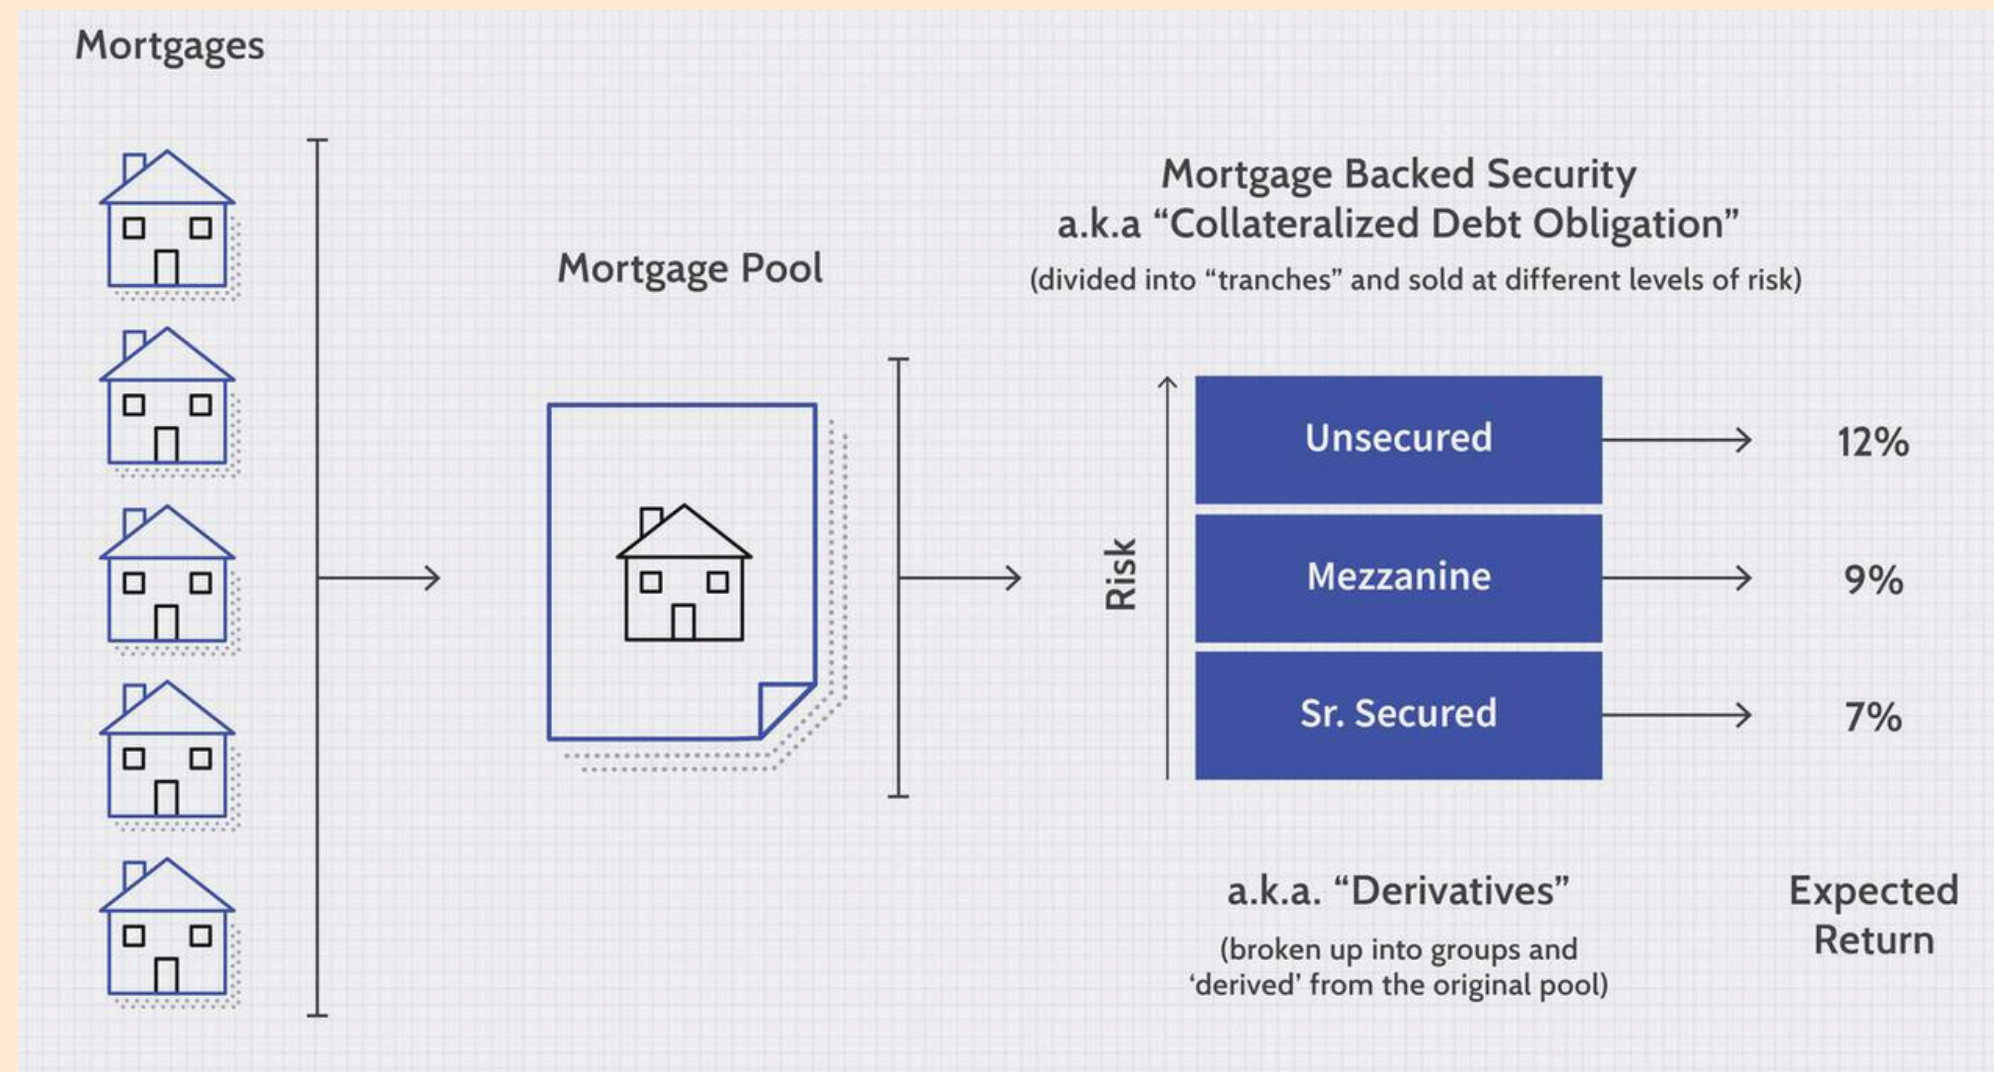 Mortgages
Mortgage Pool
Mortgage Backed Security
a.k.a “Collateralized Debt Obligation”
(divided into “tranches” and sold at different levels of risk)
Risk
Unsecured
12%
Mezzanine
9%
Sr. Secured
7%
a.k.a. “Derivatives”
(broken up into groups and
‘derived’ from the original pool)
Expected
Return